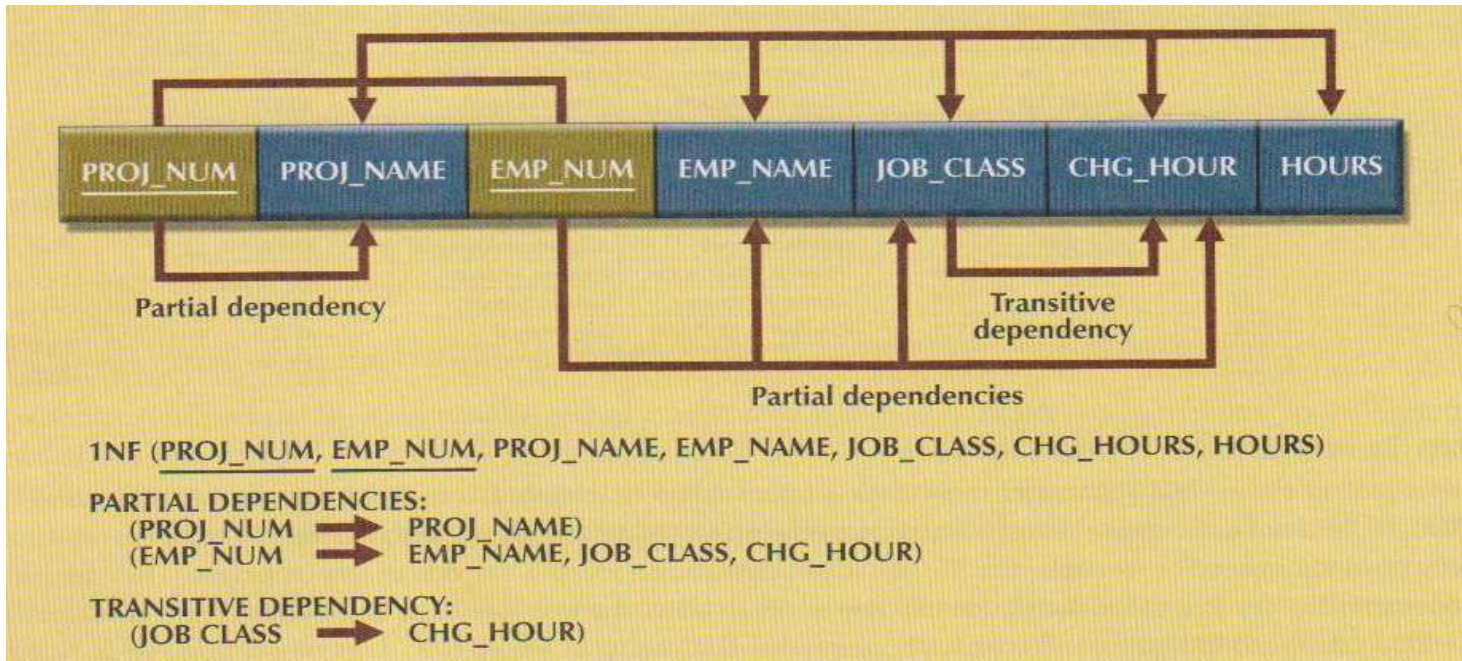 PROJ_NUM PROJ_NAME EMP_NUM EMP_NAME JOB_CLASS CHG_HOUR HOURS
Partial dependency
Transitive
dependency
Partial dependencies
1NF (PROJ_NUM, EMP_NUM, PROJ_NAME, EMP_NAME, JOB_CLASS, CHG_HOURS, HOURS)
PARTIAL DEPENDENCIES:
(PROJ_NUM PROJ_NAME)
(EMP_NUM EMP_NAME, JOB_CLASS, CHG_HOUR)
TRANSITIVE DEPENDENCY:
(JOB CLASS CHG_HOUR)